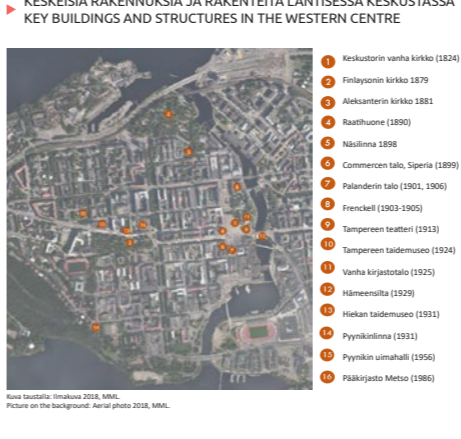 KESKEISIÄ RAKENNUKSIA JA RAKENTEITA LÄNTISESSÄ KESKUSTASSA
KEY BUILDINGS AND STRUCTURES IN THE WESTERN CENTRE
1 Keskustorin vanha kirkko (1824)
2 Finlaysonin kirkko 1879
3 Aleksanterin kirkko 1881
4 Raatihuone (1890)
5 Näsilinna 1898
6 Commercen talo, Siperia (1899)
7 Palanderin talo (1901, 1906)
8 Frenckell (1903-1905)
9 Tampereen teatteri (1913)
10 Tampereen taidemuseo (1924)
11 Vanha kirjastotalo (1925)
12 Hämeensilta (1929)
13 Hiekan taidemuseo (1931)
14 Pyynikinlinna (1931)
15 Pyynikin uimahalli (1956)
16 Pääkirjasto Metso (1986)
Kuva taustalla: Ilmakuva 2018, MML.
Picture on the background: Aerial photo 2018, MML.